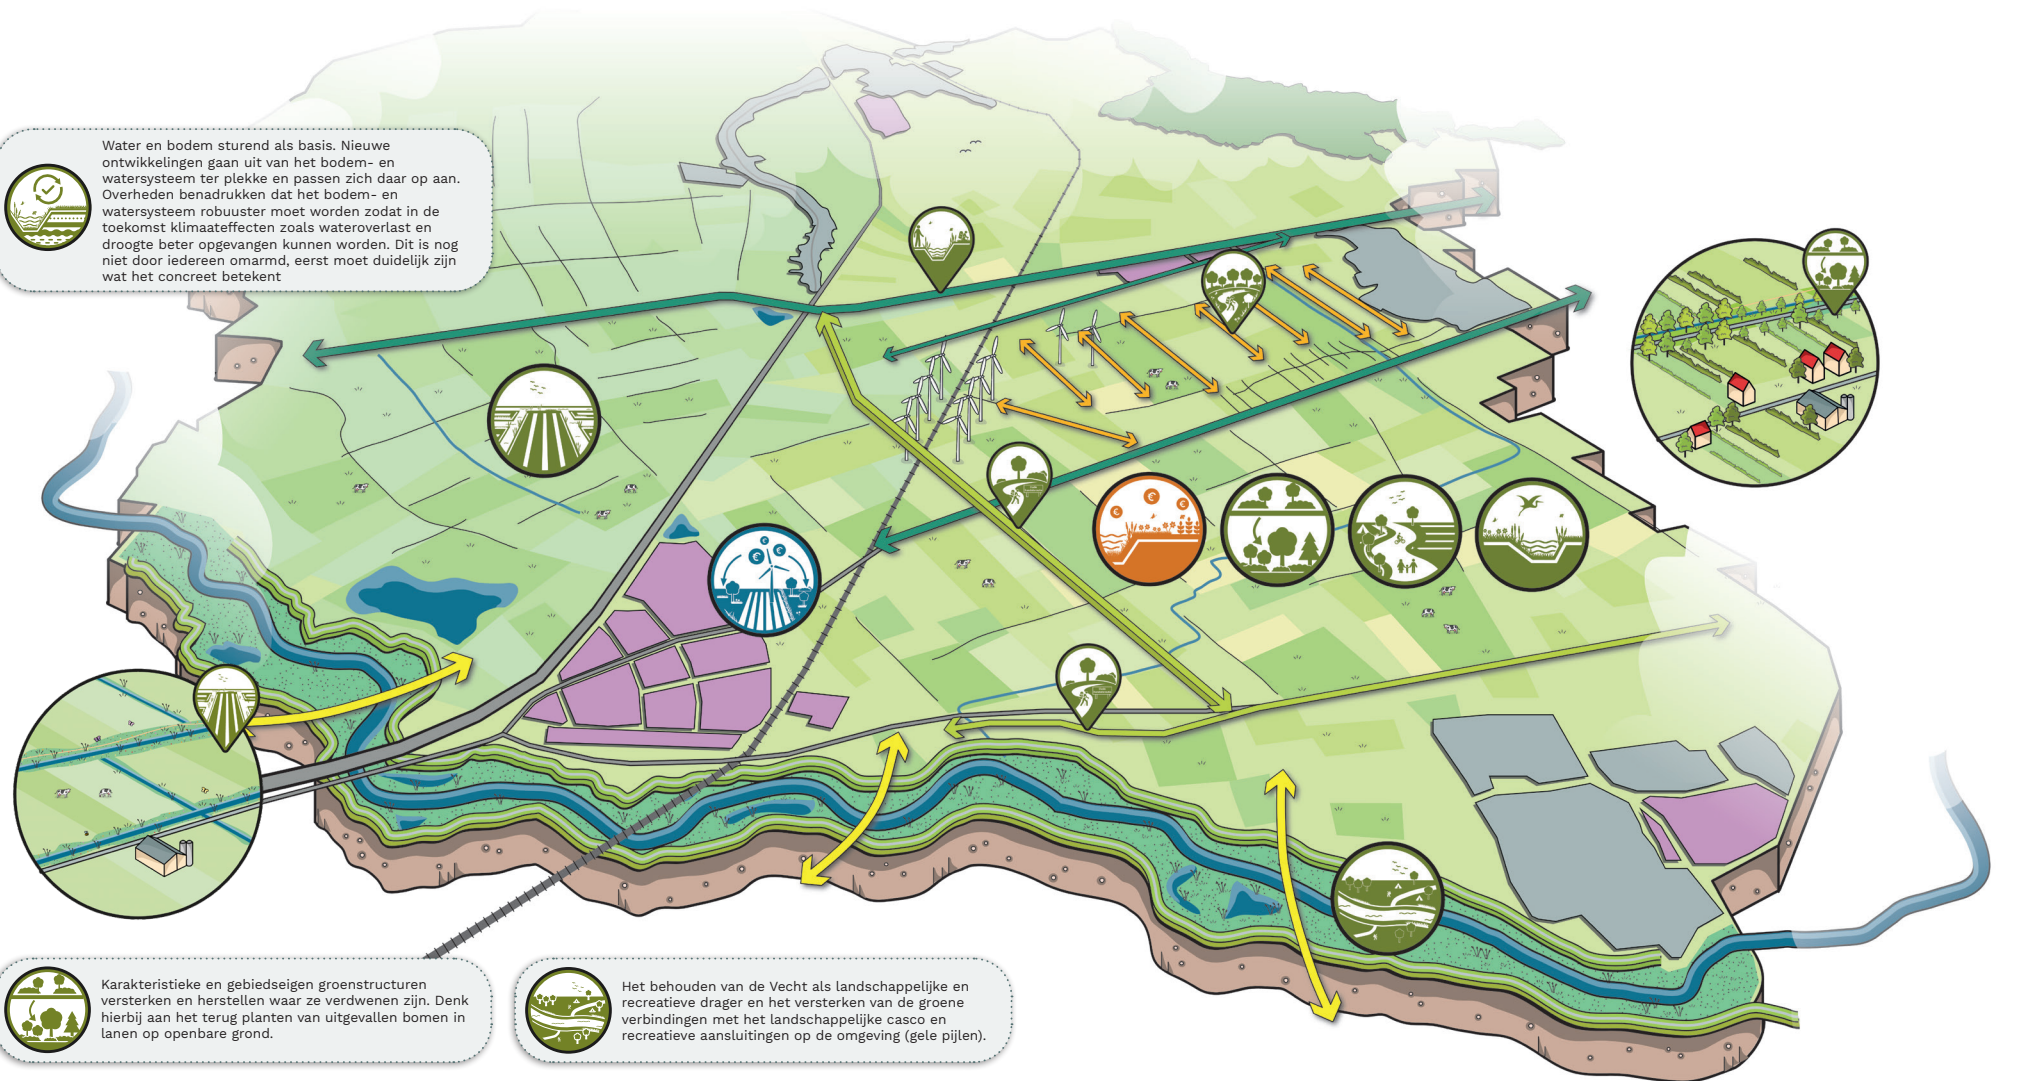 Water en bodem sturend als basis. Nieuwe
ontwikkelingen gaan uit van het bodem- en
watersysteem ter plekke en passen zich daar op aan.
Overheden benadrukken dat het bodem- en
watersysteem robuuster moet worden zodat in de
toekomst klimaateffecten zoals wateroverlast en
droogte beter opgevangen kunnen worden. Dit is nog
niet door iedereen omarmd, eerst moet duidelijk zijn
wat het concreet betekent
Karakteristieke en gebiedseigen groenstructuren
versterken en herstellen waar ze verdwenen zijn. Denk
hierbij aan het terug planten van uitgevallen bomen in
lanen op openbare grond.
Het behouden van de Vecht als landschappelijke en
recreatieve drager en het versterken van de groene
verbindingen met het landschappelijke casco en
recreatieve aansluitingen op de omgeving (gele pijlen).